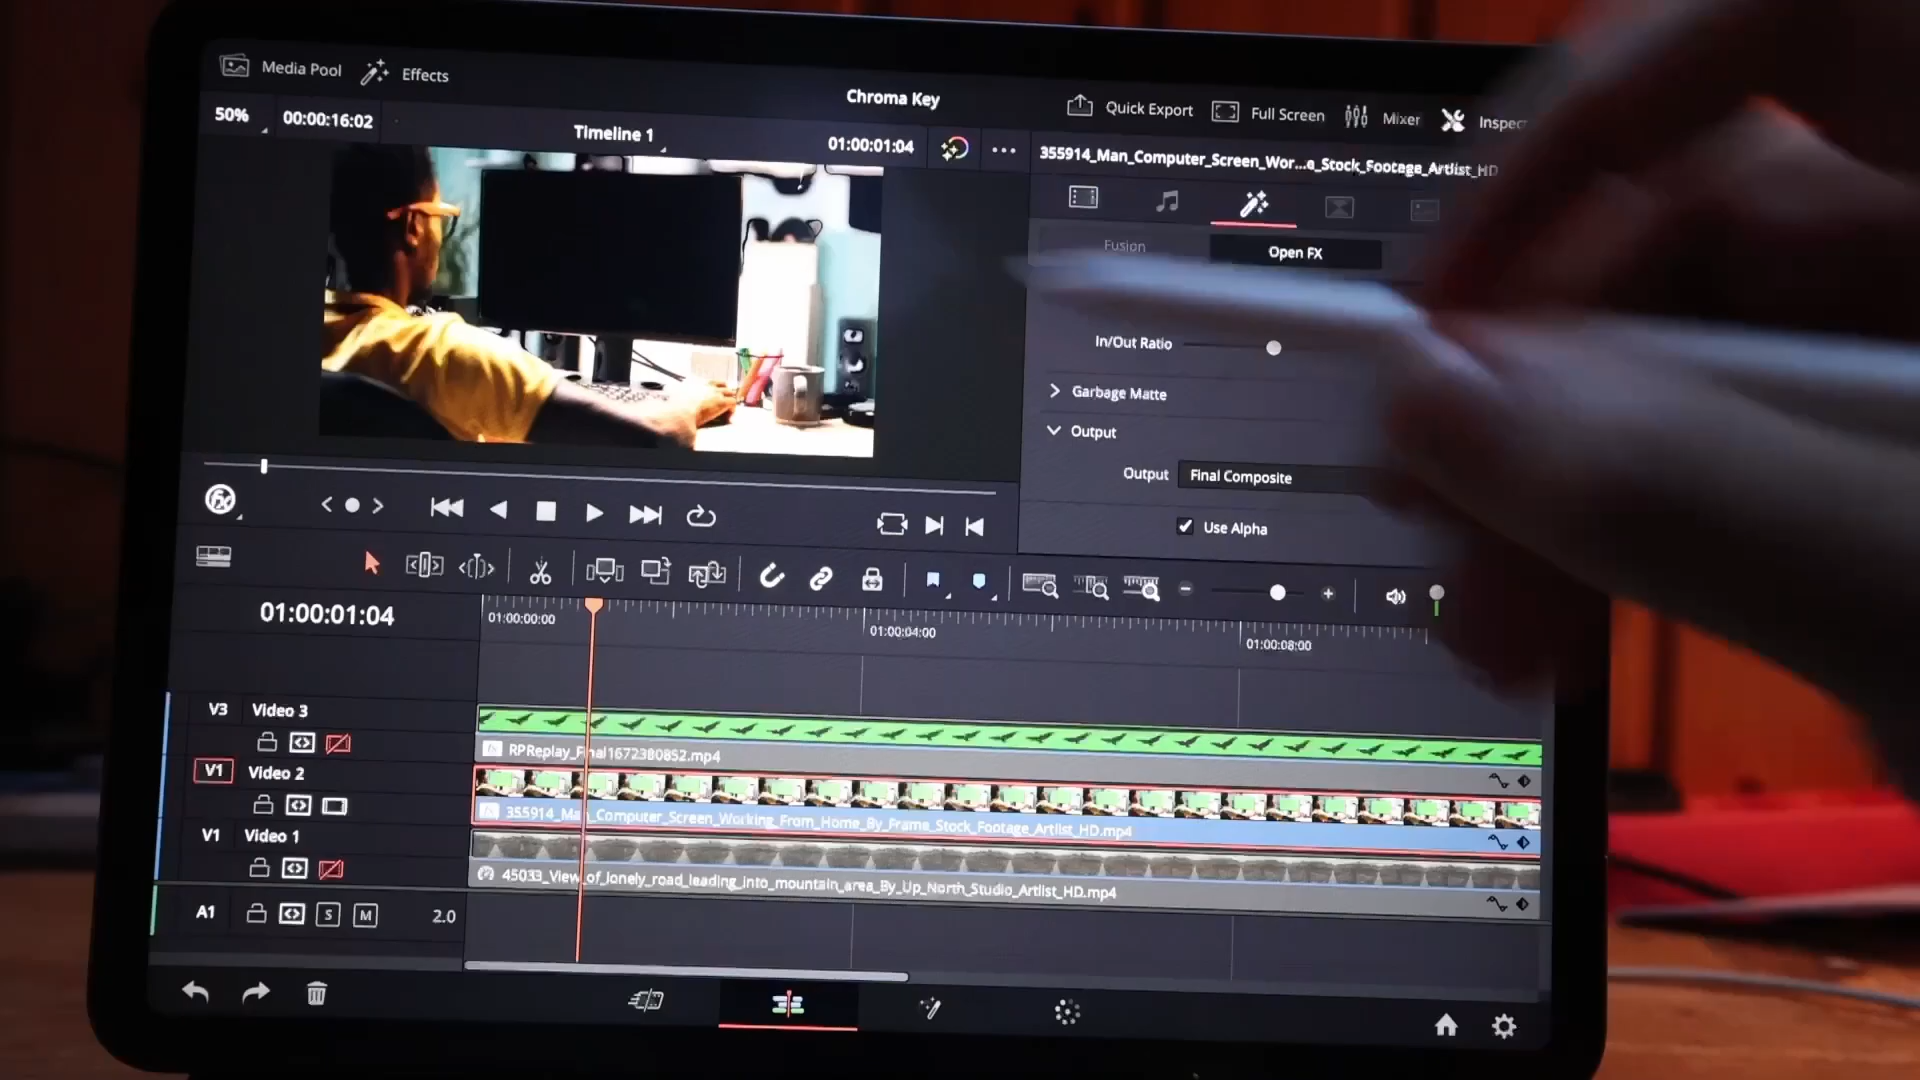 Media Pool
Effects
Chroma Key
Quick Export
Full Screen
Mixer
Inspec
50%
00:00:16:02
Timeline 1
01:00:01:04
355914_Man_Computer_Screen_Wor...e_Stock_Footage_Artlist_HD
Fusion
Open FX
In/Out Ratio
Garbage Matte
Output
Output
Final Composite
Use Alpha
01:00:01:04
01:00:00:00
01:00:04:00
01:00:08:00
V3
Video 3
RPReplay_Final1672380852.mp4
V1
Video 2
355914_Man_Computer_Screen_Working_From_Home_By_Frame_Stock_Footage_Artlist_HD.mp4
V1
Video 1
45033_View_of_lonely_road_leading_into_mountain_area_By_Up_North_Studio_Artlist_HD.mp4
A1
S
M
2.0